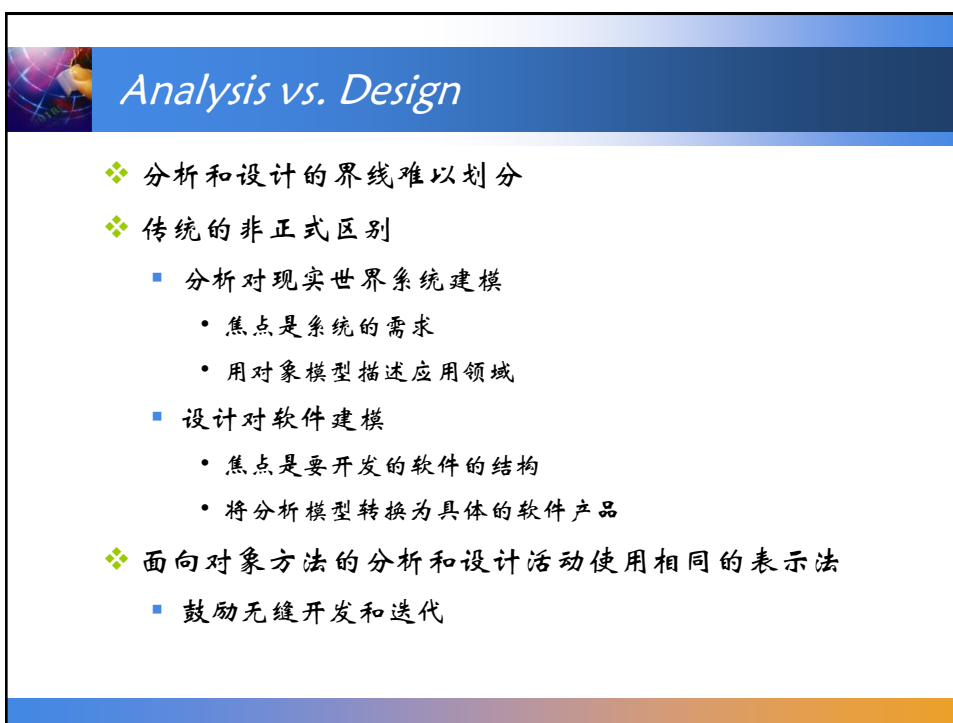 Analysis vs. Design
分析和设计的界线难以划分
传统的非正式区别
分析对现实世界系统建模
焦点是系统的需求
用对象模型描述应用领域
设计对软件建模
焦点是要开发的软件的结构
将分析模型转换为具体的软件产品
面向对象方法的分析和设计活动使用相同的表示法
鼓励无缝开发和迭代